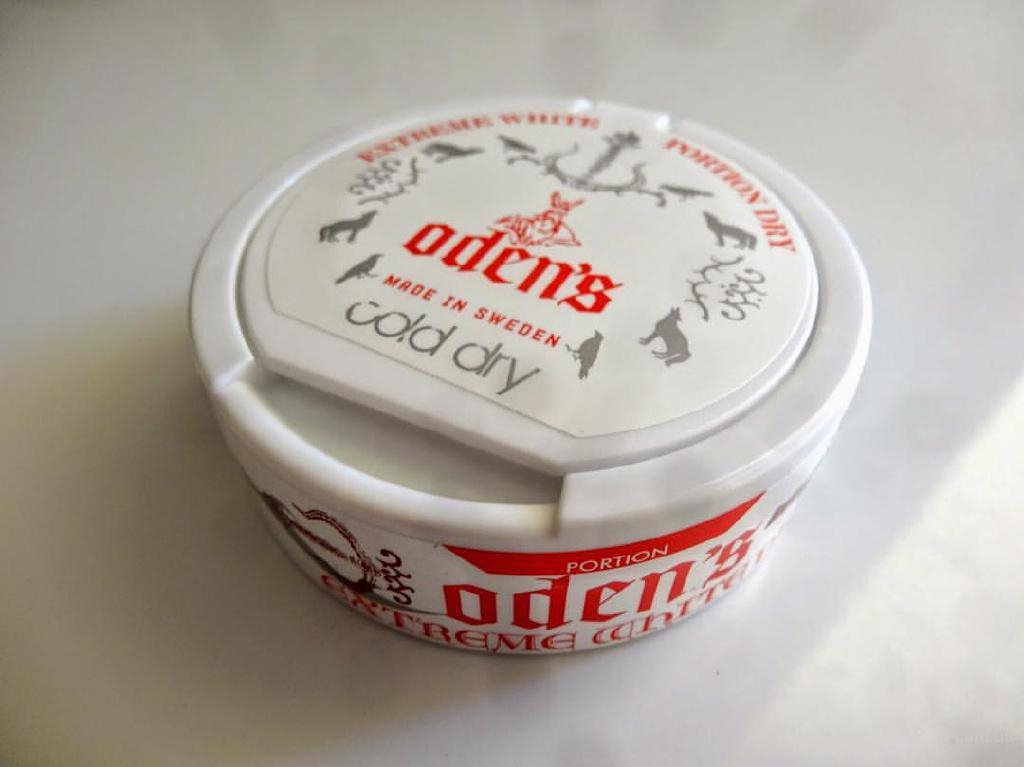 EXTREME WHITE PORTION DRY
oden's
MADE IN SWEDEN
cold dry
PORTION
oden's
EXTREME WHITE